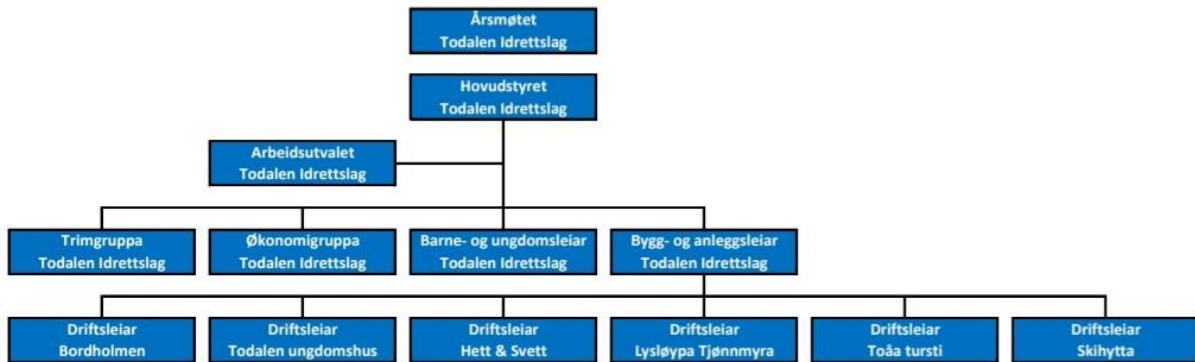 Årsmøtet
Todalen Idrettslag
Hovudstyret
Todalen Idrettslag
Arbeidsutvalet
Todalen Idrettslag
Trimgruppa
Todalen Idrettslag
Økonomigruppa
Todalen Idrettslag
Barne- og ungdomsleiar
Todalen Idrettslag
Bygg- og anleggsleiar
Todalen Idrettslag
Driftsleiar
Bordholmen
Driftsleiar
Todalen ungdomshus
Driftsleiar
Hett & Svett
Driftsleiar
Lysløypa Tjønnmyra
Driftsleiar
Toåa tursti
Driftsleiar
Skihytta